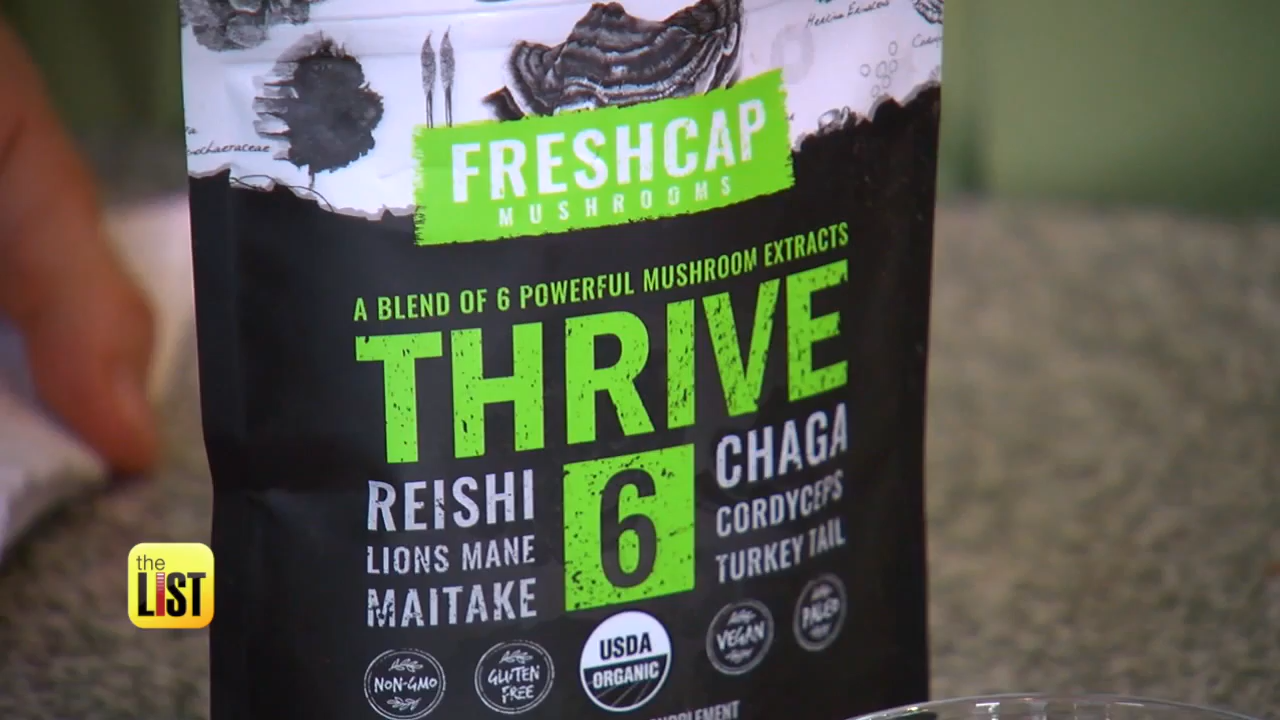 FRESHCAP
MUSHROOMS
A BLEND OF 6 POWERFUL MUSHROOM EXTRACTS
THRIVE
6
REISHI
LIONS MANE
MAITAKE
CHAGA
CORDYCEPS
TURKEY TAIL
NON-GMO
GLUTEN
FREE
USDA
ORGANIC
VEGAN
PALEO
the
LIST